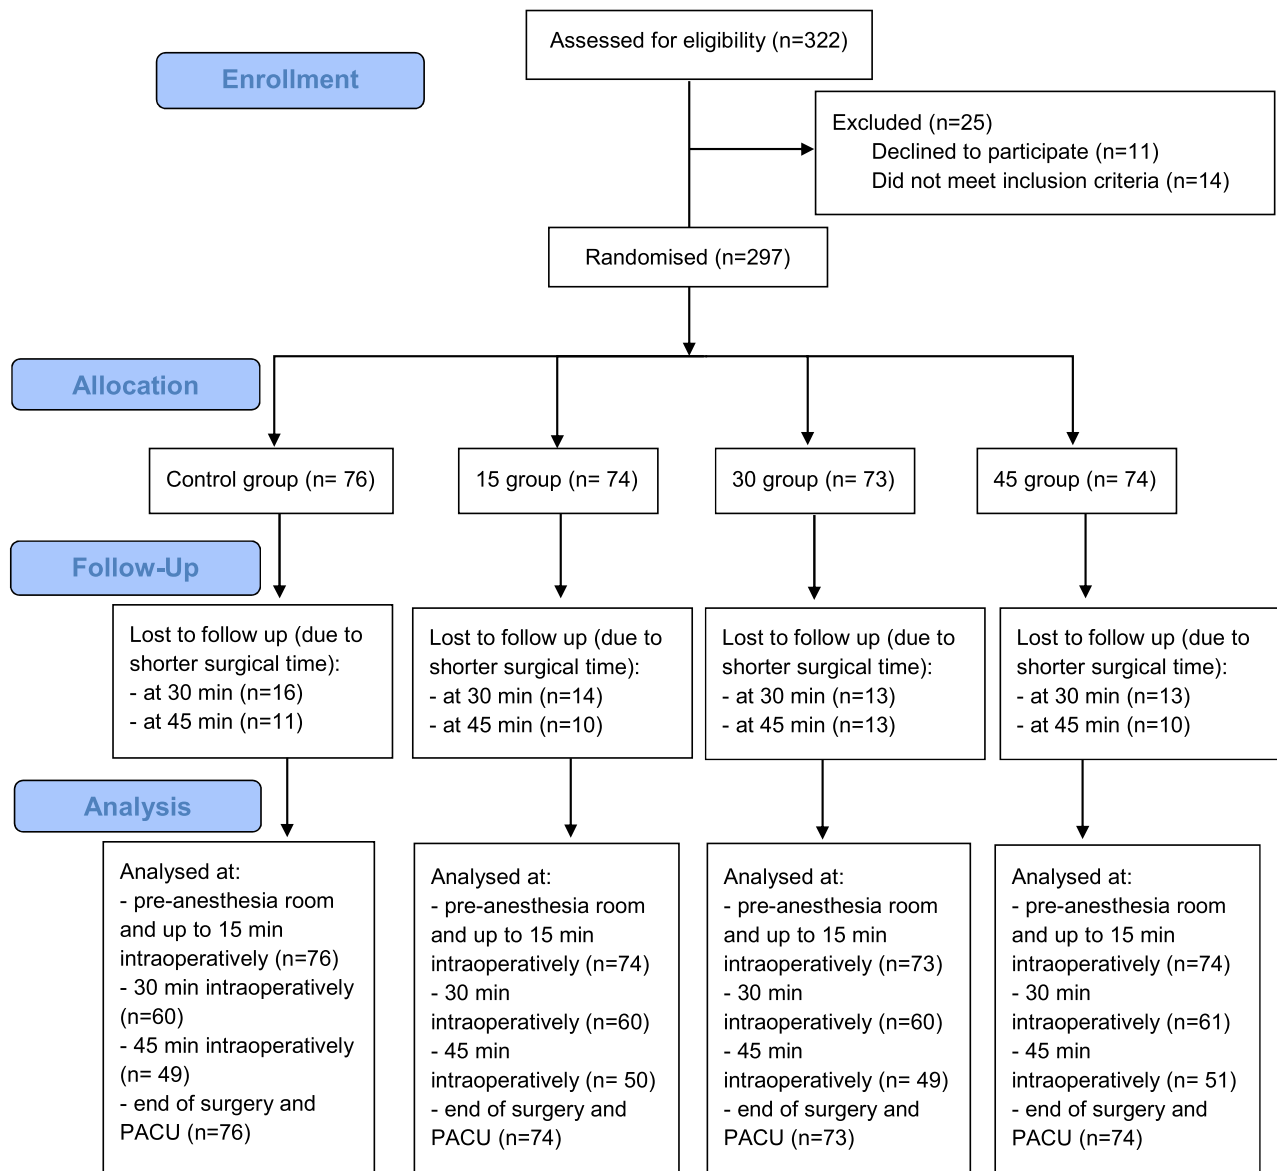 Assessed for eligibility (n=322)
Enrollment
Excluded (n=25)
Declined to participate (n=11)
Did not meet inclusion criteria (n=14)
Randomised (n=297)
Allocation
Control group (n= 76)
15 group (n= 74)
30 group (n= 73)
45 group (n= 74)
Follow-Up
Lost to follow up (due to
shorter surgical time):
- at 30 min (n=16)
- at 45 min (n=11)
Lost to follow up (due to
shorter surgical time):
- at 30 min (n=14)
- at 45 min (n=10)
Lost to follow up (due to
shorter surgical time):
- at 30 min (n=13)
- at 45 min (n=13)
Lost to follow up (due to
shorter surgical time):
- at 30 min (n=13)
- at 45 min (n=10)
Analysis
Analysed at:
- pre-anesthesia room
and up to 15 min
intraoperatively (n=76)
- 30 min intraoperatively
(n=60)
- 45 min intraoperatively
(n= 49)
- end of surgery and
PACU (n=76)
Analysed at:
- pre-anesthesia room
and up to 15 min
intraoperatively (n=74)
- 30 min
intraoperatively (n=60)
- 45 min
intraoperatively (n= 50)
- end of surgery and
PACU (n=74)
Analysed at:
- pre-anesthesia room
and up to 15 min
intraoperatively (n=73)
- 30 min
intraoperatively (n=60)
- 45 min
intraoperatively (n= 49)
- end of surgery and
PACU (n=73)
Analysed at:
- pre-anesthesia room
and up to 15 min
intraoperatively (n=74)
- 30 min
intraoperatively (n=61)
- 45 min
intraoperatively (n= 51)
- end of surgery and
PACU (n=74)